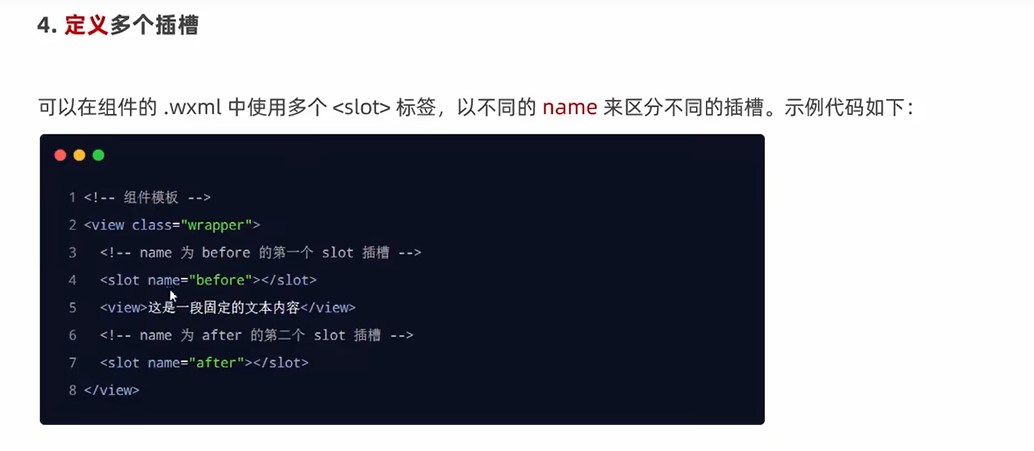 4. 定义多个插槽
可以在组件的 .wxml 中使用多个 <slot> 标签，以不同的 name 来区分不同的插槽。示例代码如下：
1 <!-- 组件模板 -->
2 <view class="wrapper">
3   <!-- name 为 before 的第一个 slot 插槽 -->
4   <slot name="before"></slot>
5   <view>这是一段固定的文本内容</view>
6   <!-- name 为 after 的第二个 slot 插槽 -->
7   <slot name="after"></slot>
8 </view>